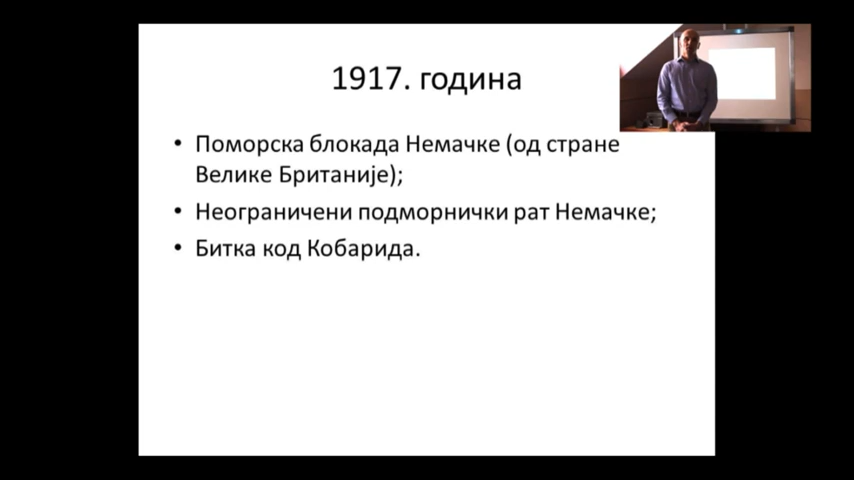 1917. година
• Поморска блокада Немачке (од стране
Велике Британије);
• Неограничени подморнички рат Немачке;
• Битка код Кобарида.